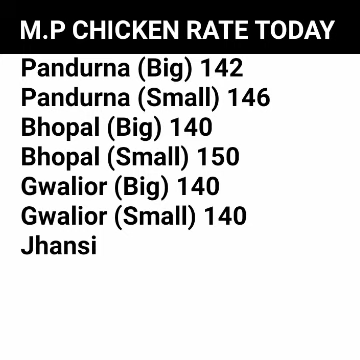 M.P CHICKEN RATE TODAY
Pandurna (Big) 142
Pandurna (Small) 146
Bhopal (Big) 140
Bhopal (Small) 150
Gwalior (Big) 140
Gwalior (Small) 140
Jhansi